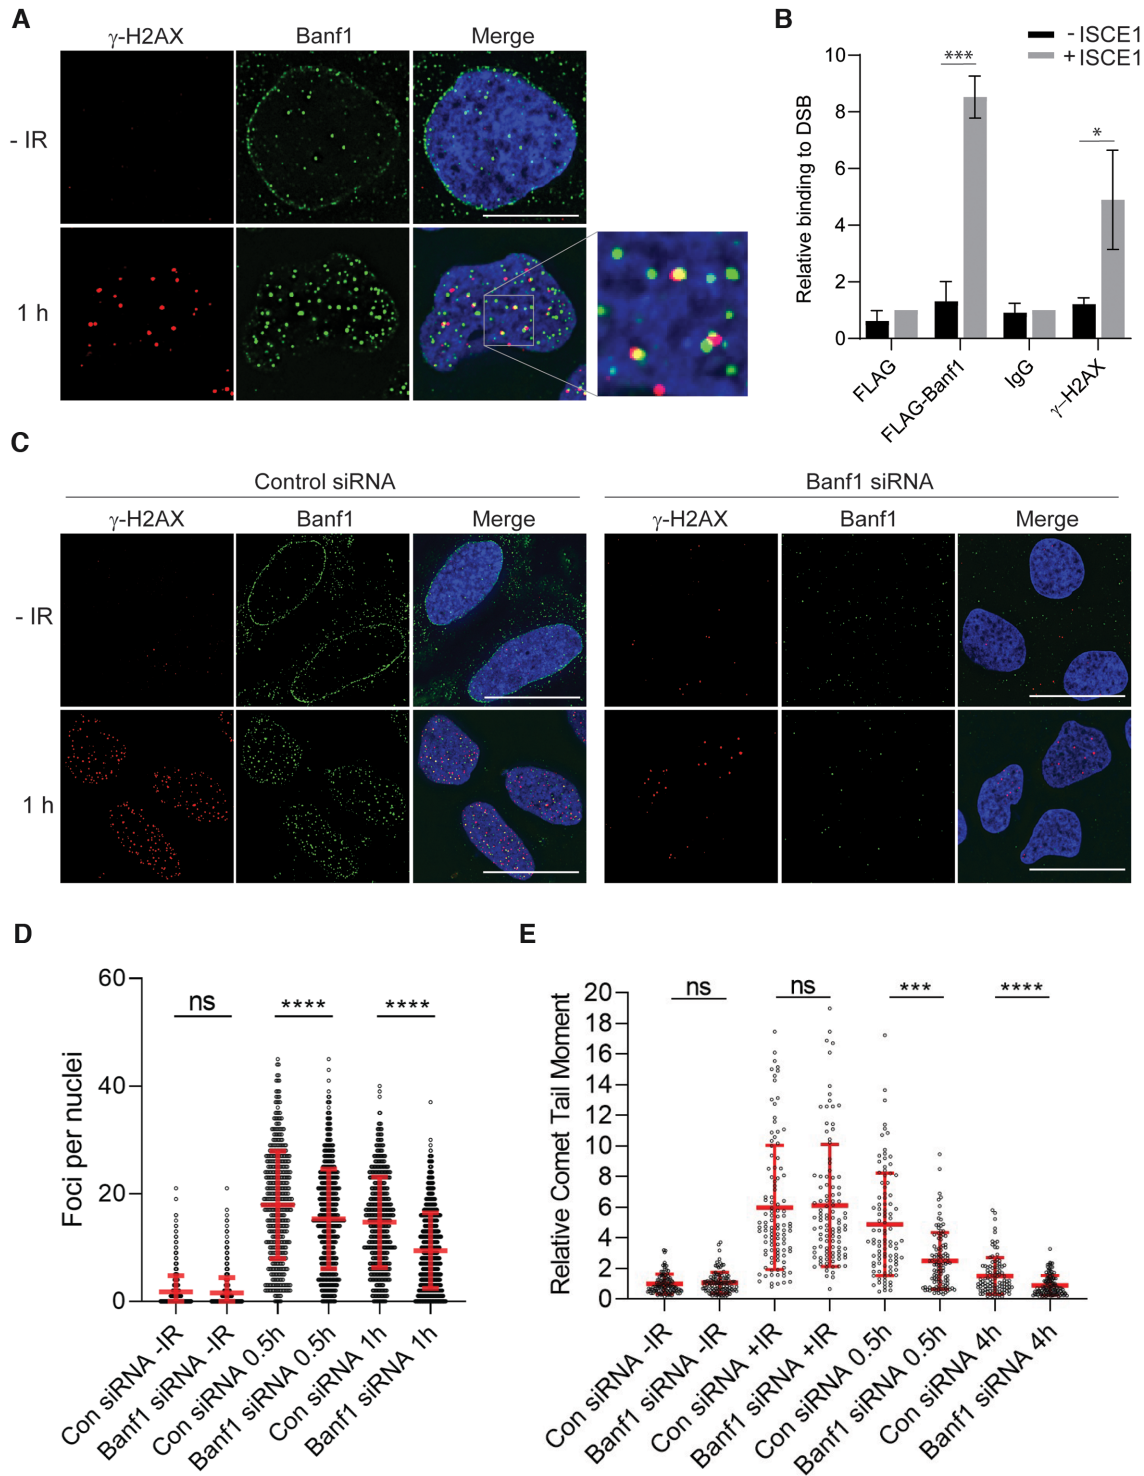 A
γ-H2AX Banf1 Merge
- IR
1 h
B
- ISCE1
+ ISCE1
Relative binding to DSB
10
8
6
4
2
0
***
*
FLAG
FLAG-Banf1
IgG
γ-H2AX
C
Control siRNA Banf1 siRNA
γ-H2AX Banf1 Merge γ-H2AX Banf1 Merge
- IR
1 h
D
Foci per nuclei
60
40
20
0
ns **** ****
Con siRNA -IR
Banf1 siRNA -IR
Con siRNA 0.5h
Banf1 siRNA 0.5h
Con siRNA 1h
Banf1 siRNA 1h
E
Relative Comet Tail Moment
20
18
16
14
12
10
8
6
4
2
0
ns ns *** ****
Con siRNA -IR
Banf1 siRNA -IR
Con siRNA +IR
Banf1 siRNA +IR
Con siRNA 0.5h
Banf1 siRNA 0.5h
Con siRNA 4h
Banf1 siRNA 4h